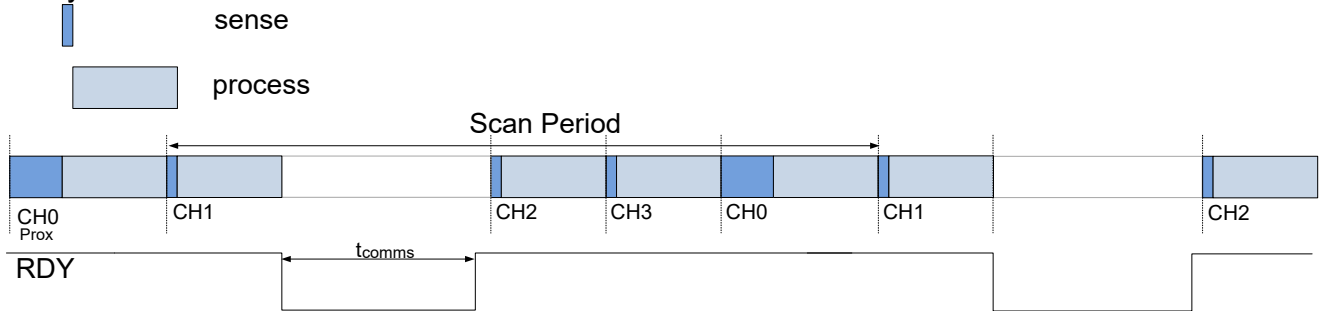 sense
process
Scan Period
CH0
Prox
CH1
CH2
CH3
CH0
CH1
CH2
tcomms
RDY